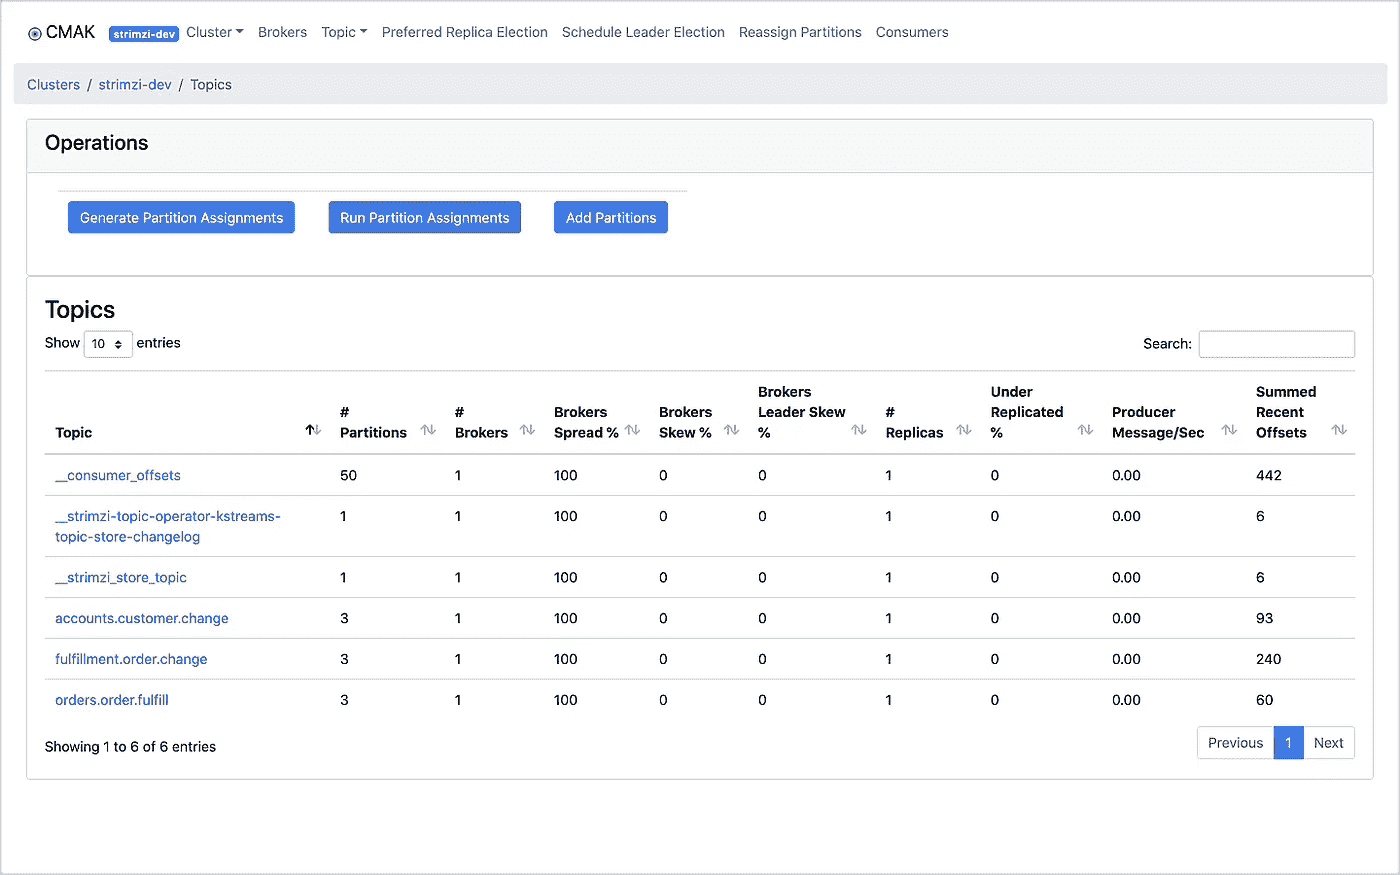 CMAK strimzi-dev Cluster Brokers Topic Preferred Replica Election Schedule Leader Election Reassign Partitions Consumers
Clusters / strimzi-dev / Topics
Operations
Generate Partition Assignments Run Partition Assignments Add Partitions
Topics
Show 10 entries Search:
Topic # Partitions # Brokers Brokers Spread % Brokers Skew % Brokers Leader Skew % # Replicas Under Replicated % Producer Message/Sec Summed Recent Offsets
__consumer_offsets 50 1 100 0 0 1 0 0.00 442
__strimzi-topic-operator-kstreams- 1 1 100 0 0 1 0 0.00 6
topic-store-changelog
__strimzi_store_topic 1 1 100 0 0 1 0 0.00 6
accounts.customer.change 3 1 100 0 0 1 0 0.00 93
fulfillment.order.change 3 1 100 0 0 1 0 0.00 240
orders.order.fulfill 3 1 100 0 0 1 0 0.00 60
Showing 1 to 6 of 6 entries Previous 1 Next